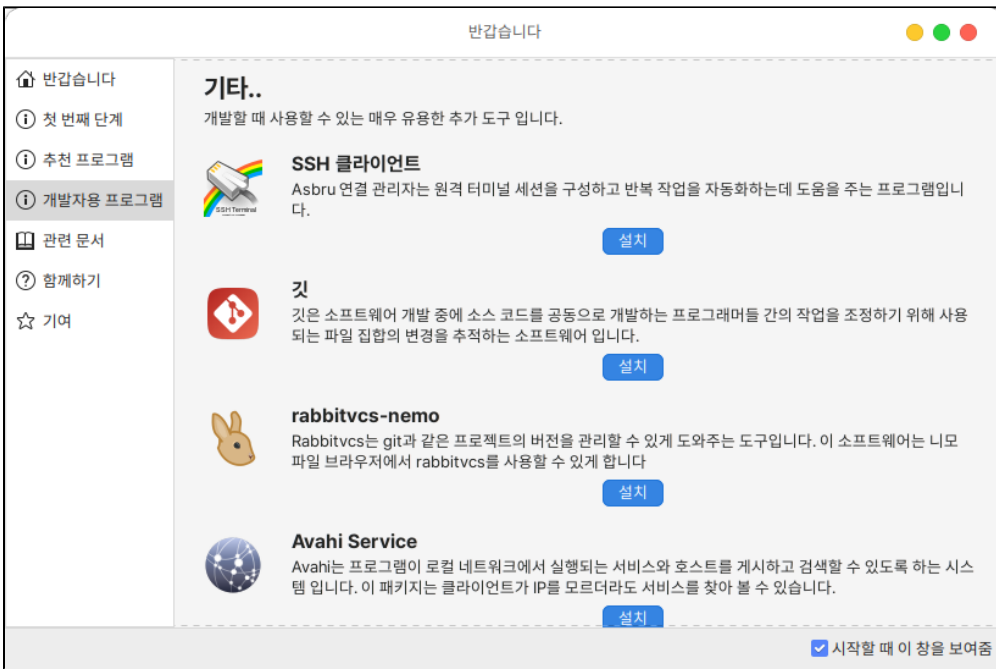 반갑습니다
반갑습니다
첫 번째 단계
추천 프로그램
개발자용 프로그램
관련 문서
함께하기
기여
기타..
개발할 때 사용할 수 있는 매우 유용한 추가 도구 입니다.
SSH Terminal
SSH 클라이언트
Asbru 연결 관리자는 원격 터미널 세션을 구성하고 반복 작업을 자동화하는데 도움을 주는 프로그램입니
다.
설치
깃
깃은 소프트웨어 개발 중에 소스 코드를 공동으로 개발하는 프로그래머들 간의 작업을 조정하기 위해 사용
되는 파일 집합의 변경을 추적하는 소프트웨어 입니다.
설치
rabbitvcs-nemo
Rabbitvcs는 git과 같은 프로젝트의 버전을 관리할 수 있게 도와주는 도구입니다. 이 소프트웨어는 니모
파일 브라우저에서 rabbitvcs를 사용할 수 있게 합니다
설치
Avahi Service
Avahi는 프로그램이 로컬 네트워크에서 실행되는 서비스와 호스트를 게시하고 검색할 수 있도록 하는 시스
템 입니다. 이 패키지는 클라이언트가 IP를 모르더라도 서비스를 찾아 볼 수 있습니다.
설치
시작할 때 이 창을 보여줌